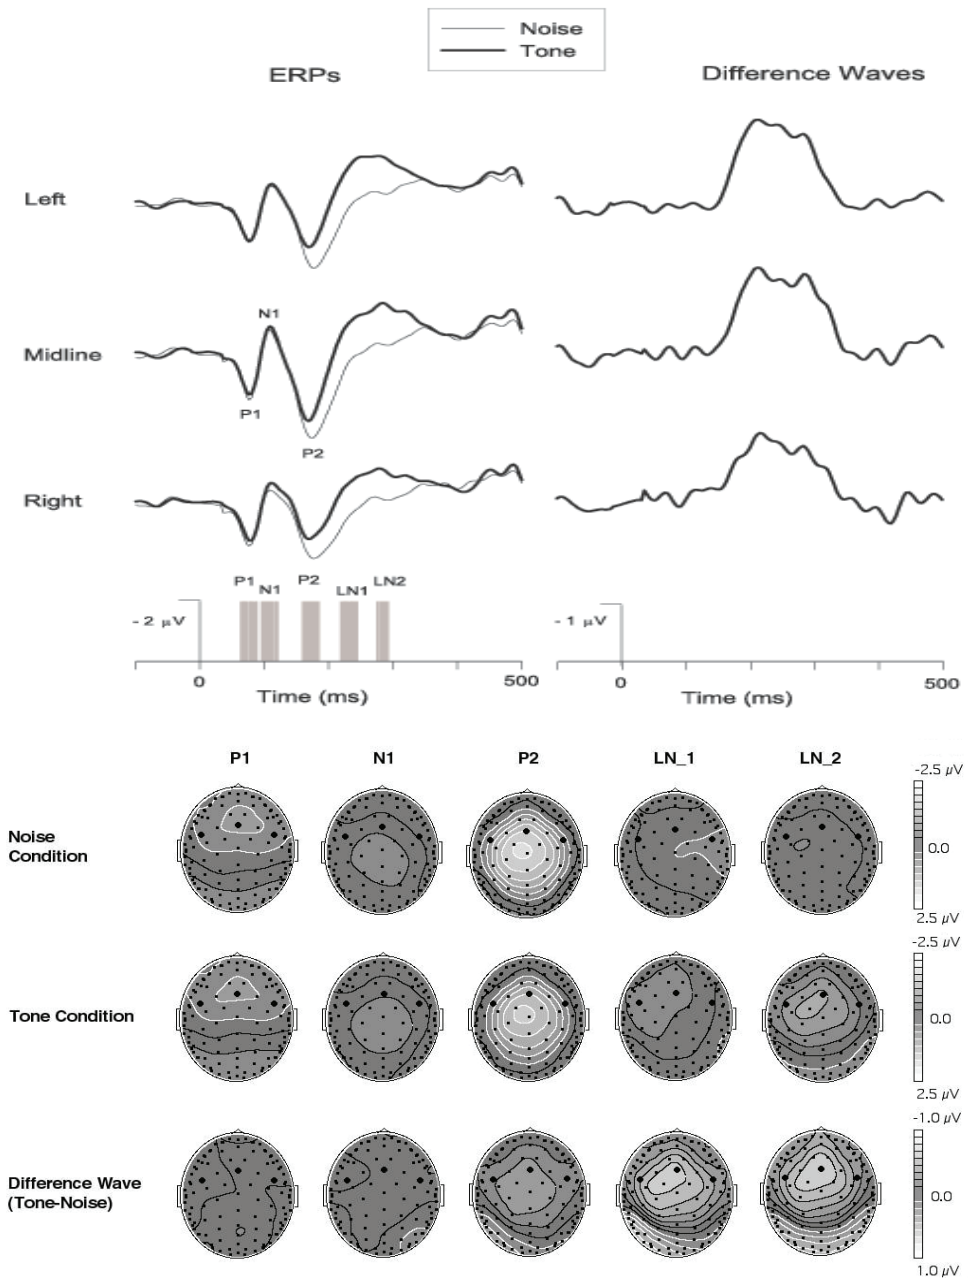 Noise
Tone
ERPs
Difference Waves
Left
N1
Midline
P1
P2
Right
P1 N1 P2 LN1 LN2
- 2 µV
- 1 µV
0 500
Time (ms)
0 500
Time (ms)
P1 N1 P2 LN_1 LN_2
-2.5 µV
Noise
Condition
0.0
2.5 µV
-2.5 µV
Tone Condition
0.0
2.5 µV
-1.0 µV
Difference Wave
(Tone-Noise)
0.0
1.0 µV